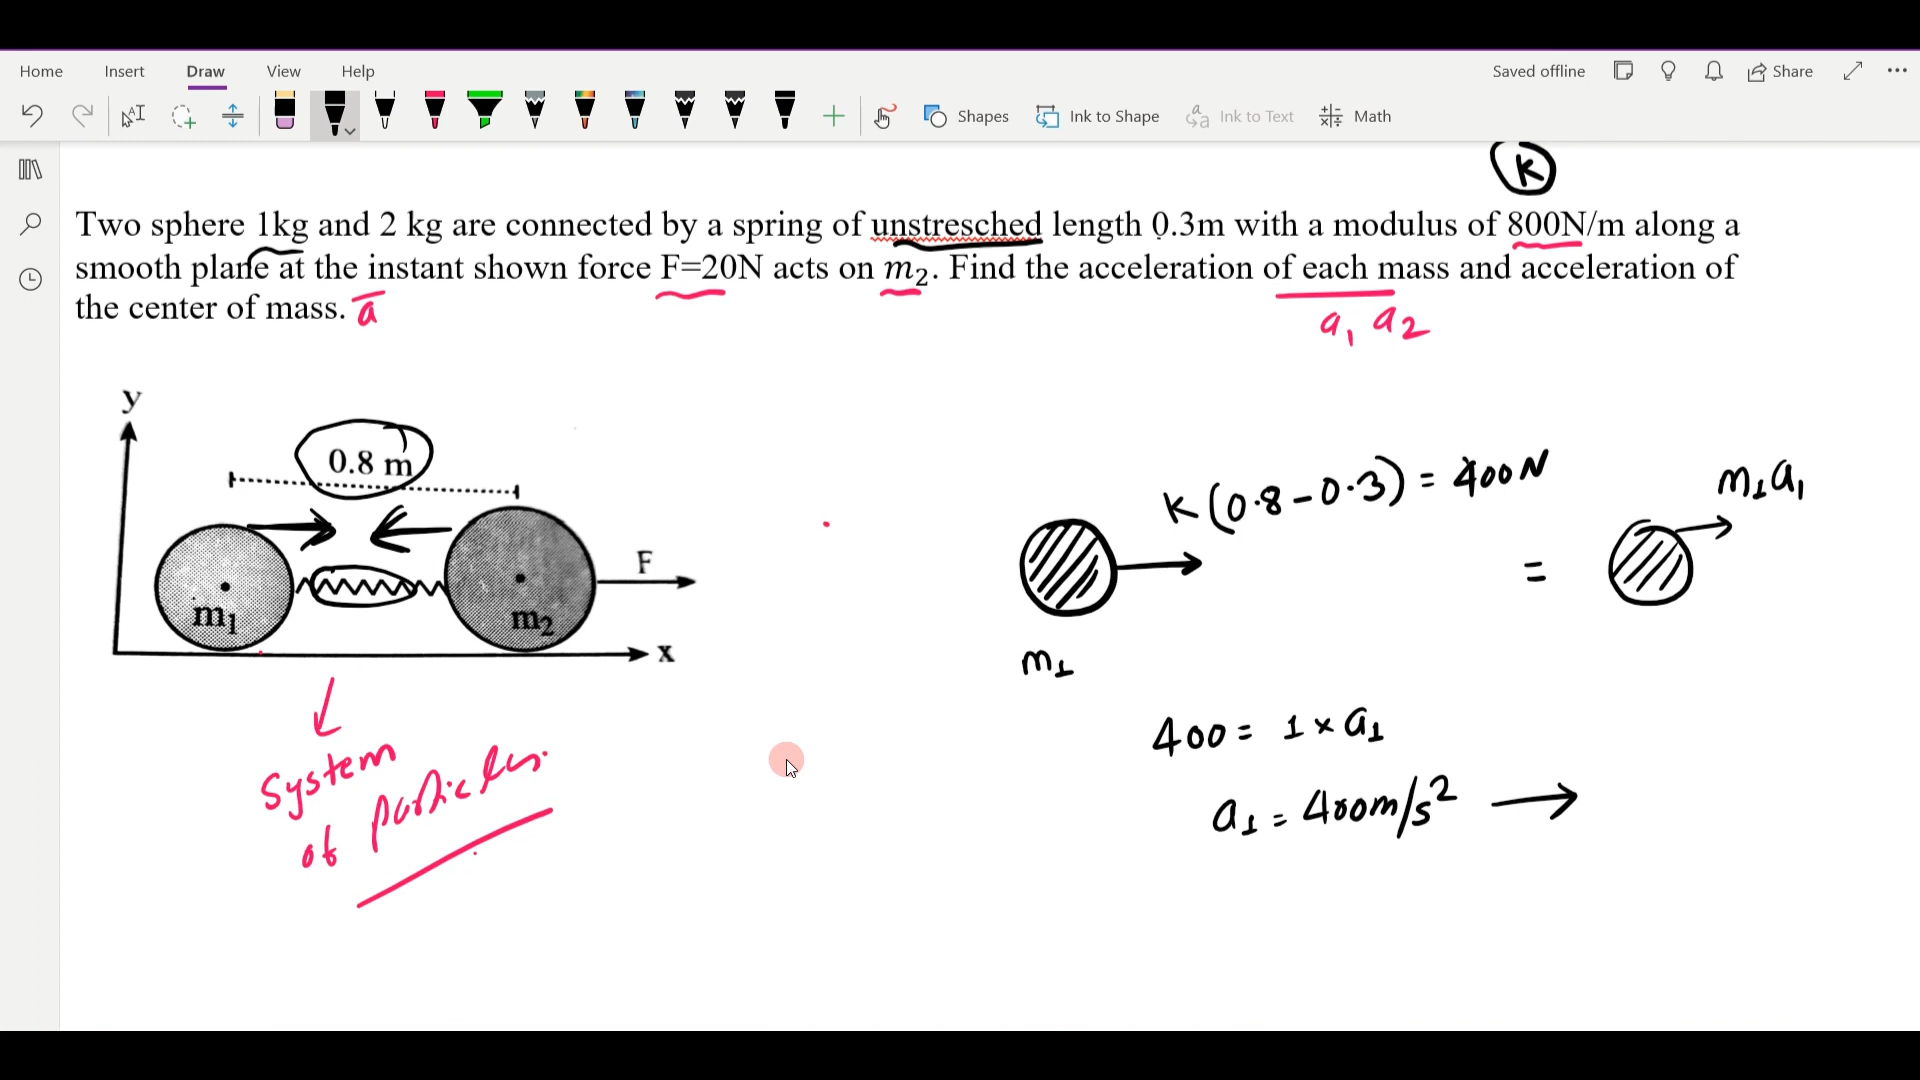 Home Insert Draw View Help Saved offline Share
Shapes Ink to Shape Ink to Text Math
k
Two sphere 1kg and 2 kg are connected by a spring of unstresched length 0.3m with a modulus of 800N/m along a
smooth plane at the instant shown force F=20N acts on m₂. Find the acceleration of each mass and acceleration of
the center of mass. a̅
a₁ a₂
y
0.8 m
K(0.8-0.3) = 400N
m₁a₁
F
=
m₁
m₂
x
m₁
System
of particles.
400 = 1 × a₁
a₁ = 400m/s²